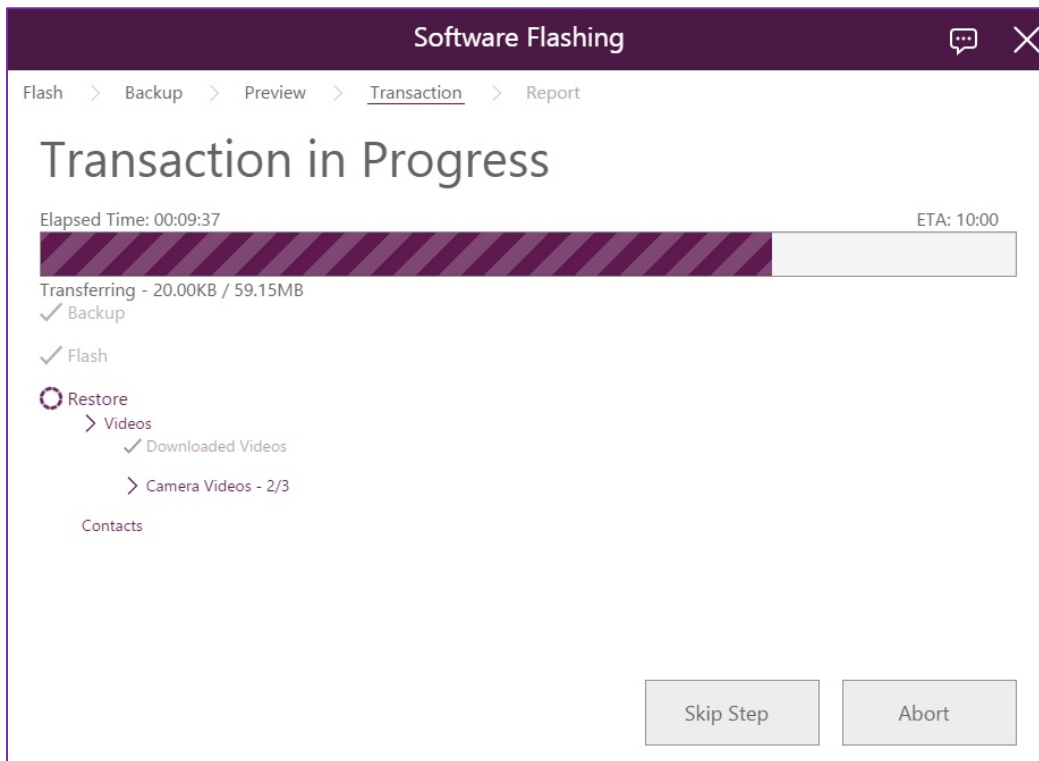 Software Flashing
Flash Backup Preview Transaction Report
Transaction in Progress
Elapsed Time: 00:09:37 ETA: 10:00
Transferring - 20.00KB / 59.15MB
Backup
Flash
Restore
Videos
Downloaded Videos
Camera Videos - 2/3
Contacts
Skip Step Abort